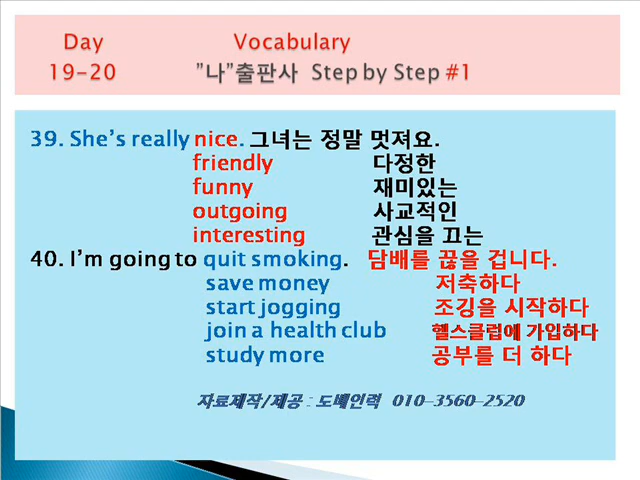 Day Vocabulary
19-20 "나"출판사 Step by Step #1
39. She's really nice. 그녀는 정말 멋져요.
friendly 다정한
funny 재미있는
outgoing 사교적인
interesting 관심을 끄는
40. I'm going to quit smoking. 담배를 끊을 겁니다.
save money 저축하다
start jogging 조깅을 시작하다
join a health club 헬스클럽에 가입하다
study more 공부를 더 하다
자료제작/제공 : 도배인력 010-3560-2520